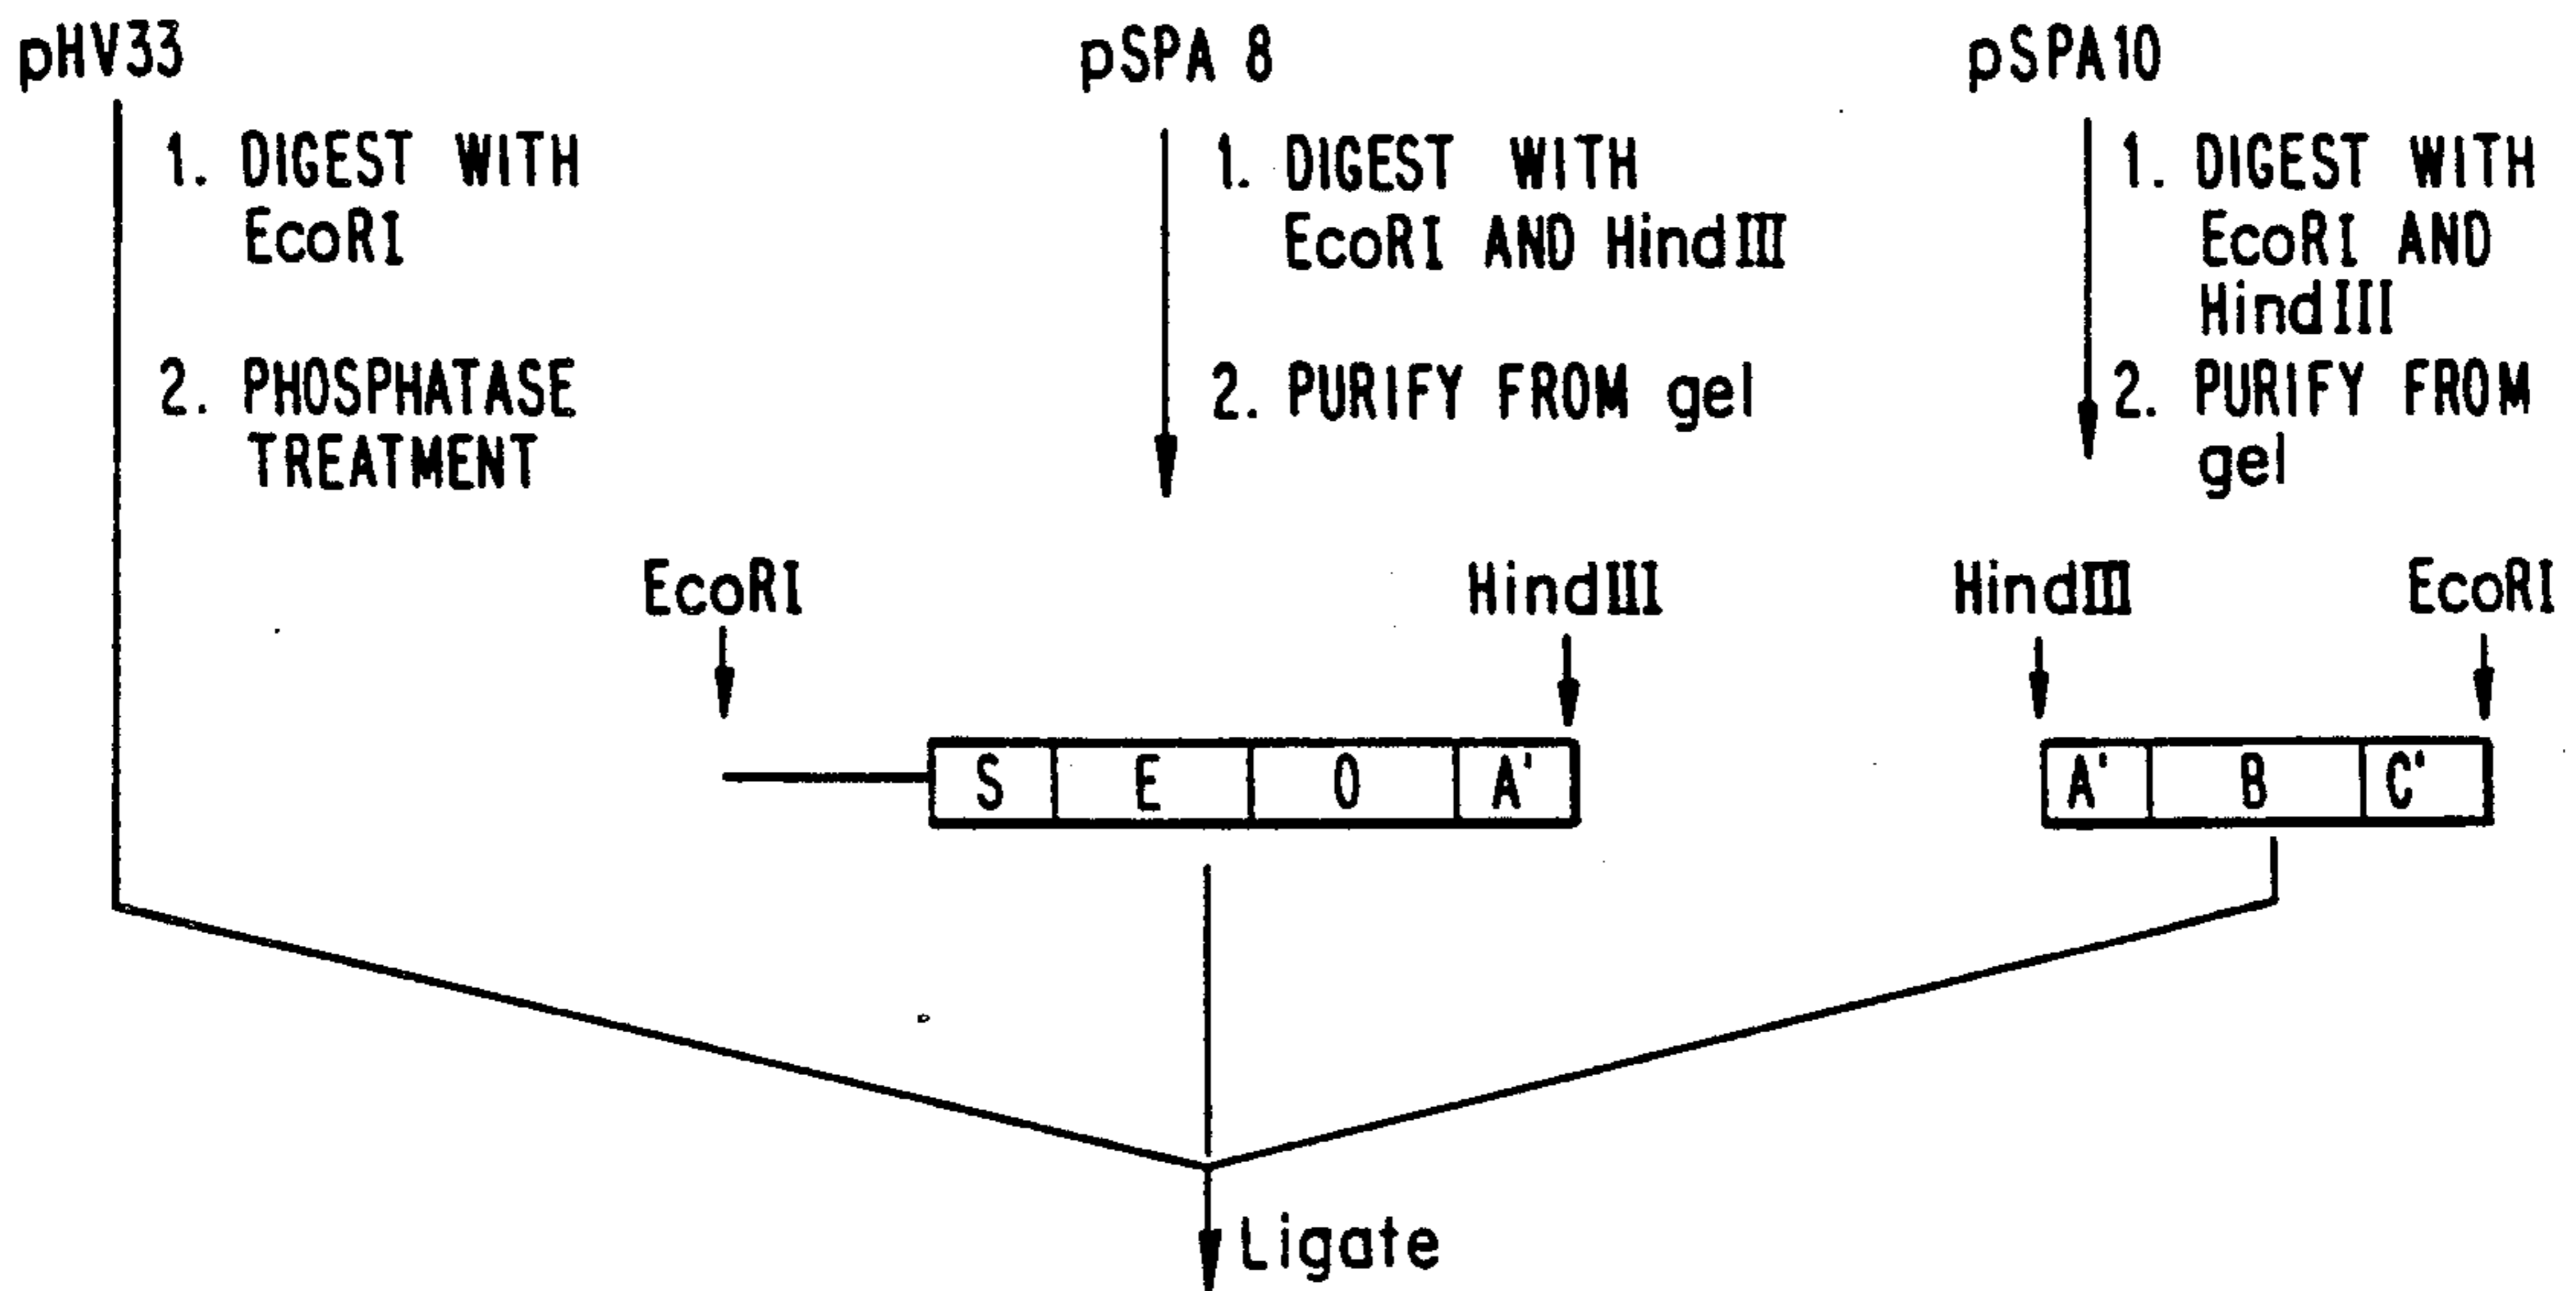 pHV33
1. DIGEST WITH
EcoRI
2. PHOSPHATASE
TREATMENT
pSPA 8
1. DIGEST WITH
EcoRI AND HindIII
2. PURIFY FROM gel
pSPA10
1. DIGEST WITH
EcoRI AND
HindIII
2. PURIFY FROM
gel
EcoRI
HindIII
HindIII
EcoRI
S E O A'
A' B C'
Ligate